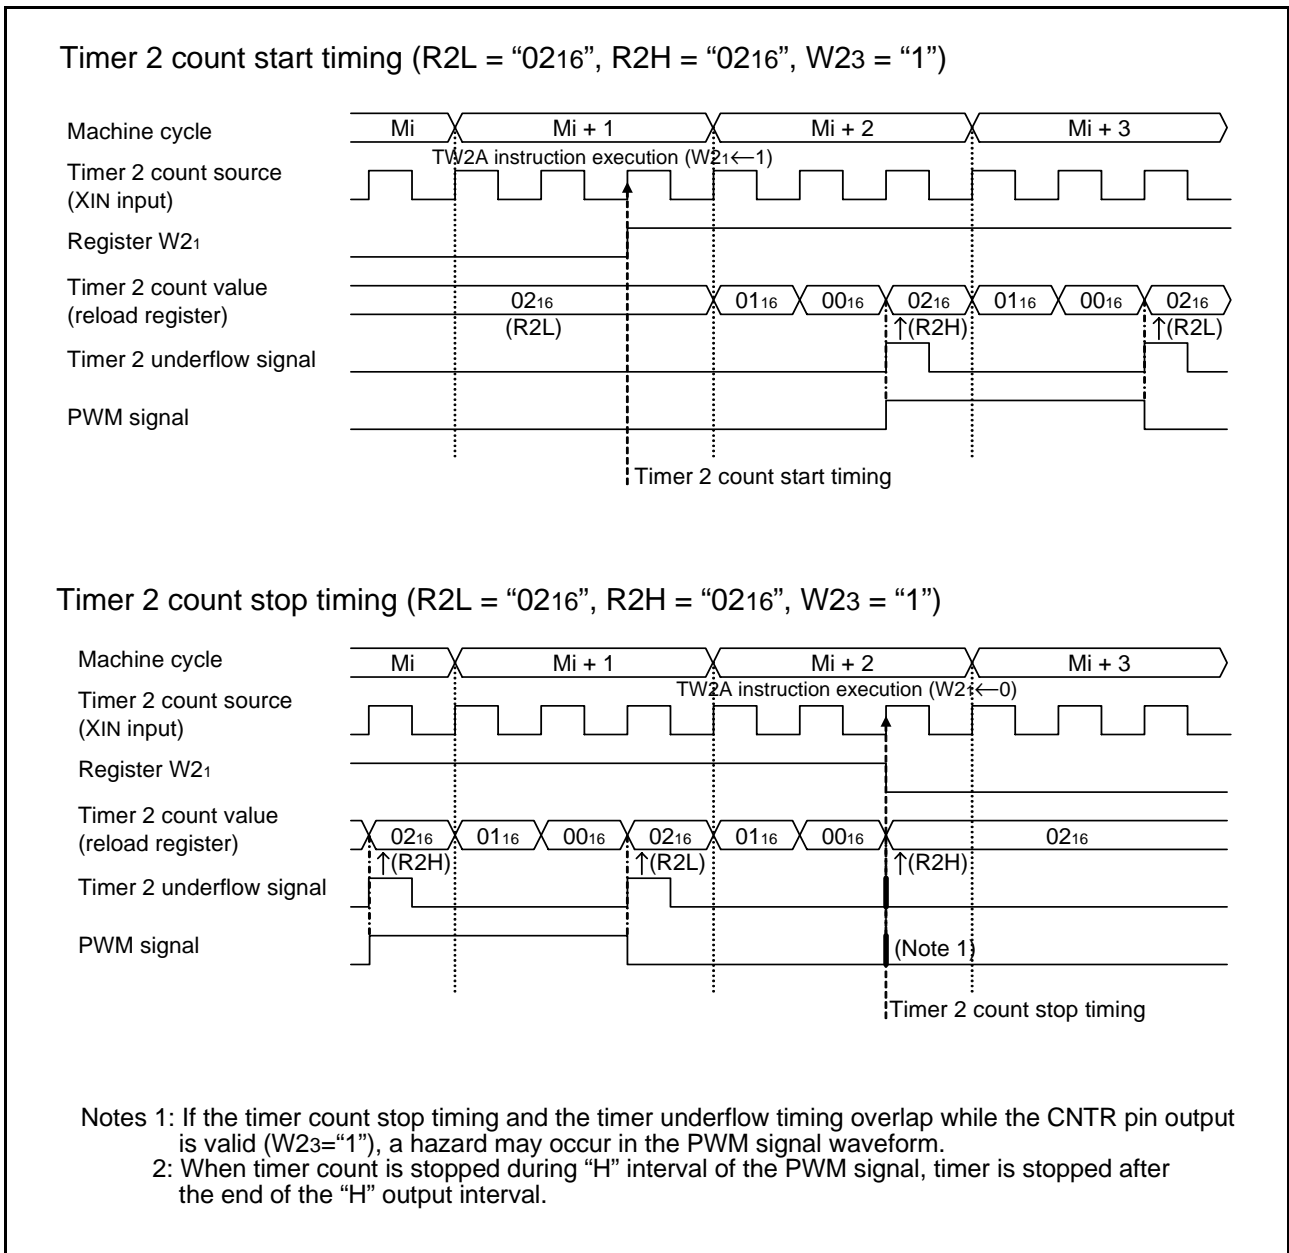 Timer 2 count start timing (R2L = “0216”, R2H = “0216”, W23 = “1”)
Machine cycle
Mi
Mi + 1
Mi + 2
Mi + 3
TW2A instruction execution (W21←1)
Timer 2 count source
(XIN input)
Register W21
Timer 2 count value
(reload register)
0216
(R2L)
0116
0016
0216
0116
0016
0216
↑(R2H)
↑(R2L)
Timer 2 underflow signal
PWM signal
Timer 2 count start timing
Timer 2 count stop timing (R2L = “0216”, R2H = “0216”, W23 = “1”)
Machine cycle
Mi
Mi + 1
Mi + 2
Mi + 3
TW2A instruction execution (W21←0)
Timer 2 count source
(XIN input)
Register W21
Timer 2 count value
(reload register)
0216
0116
0016
0216
0116
0016
0216
↑(R2H)
↑(R2L)
↑(R2H)
Timer 2 underflow signal
PWM signal
(Note 1)
Timer 2 count stop timing
Notes 1: If the timer count stop timing and the timer underflow timing overlap while the CNTR pin output
is valid (W23=“1”), a hazard may occur in the PWM signal waveform.
2: When timer count is stopped during “H” interval of the PWM signal, timer is stopped after
the end of the “H” output interval.